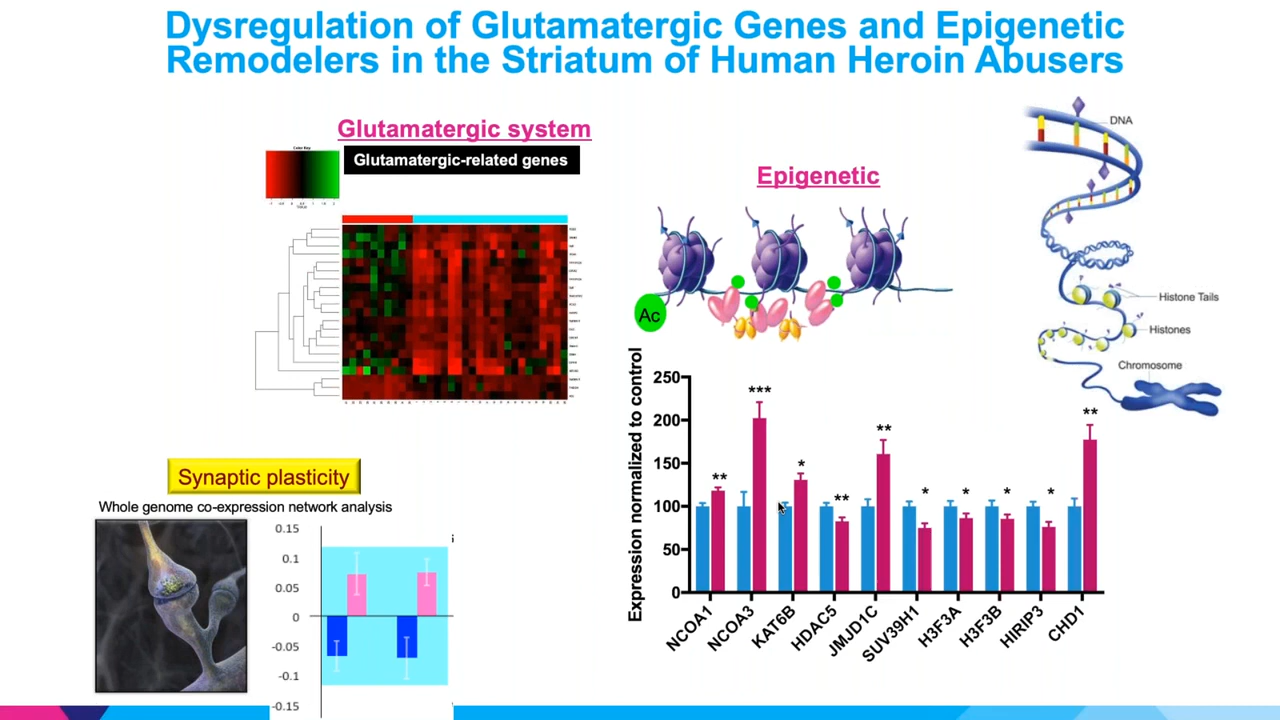 Dysregulation of Glutamatergic Genes and Epigenetic
Remodelers in the Striatum of Human Heroin Abusers
Glutamatergic system
Glutamatergic-related genes
Color Key
Epigenetic
Ac
DNA
Histone Tails
Histones
Chromosome
Synaptic plasticity
Whole genome co-expression network analysis
0.15
0.1
0.05
0
-0.05
-0.1
-0.15
Expression normalized to control
250
200
150
100
50
0
**
***
*
**
**
*
*
*
*
**
NCOA1
NCOA3
KAT6B
HDAC5
JMJD1C
SUV39H1
H3F3A
H3F3B
HIRIP3
CHD1